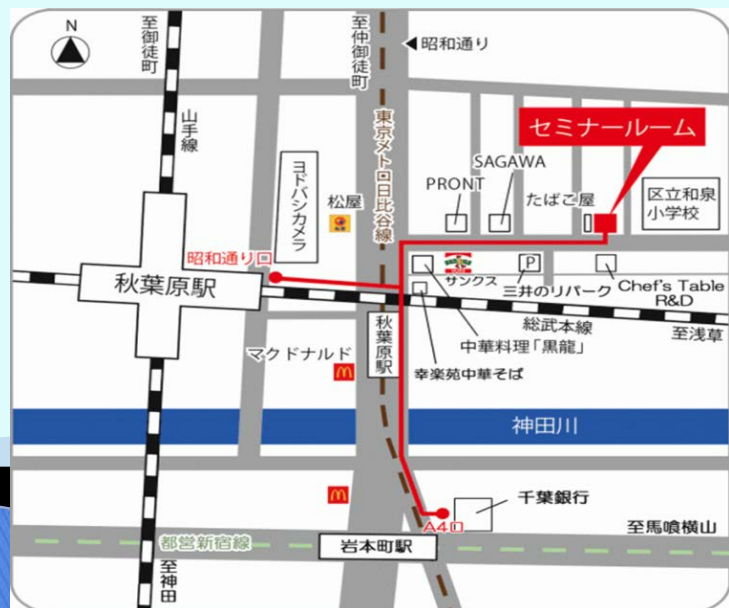 N
至御徒町
至仲御徒町
昭和通り
山手線
東京メトロ日比谷線
セミナールーム
SAGAWA
PRONT
たばこ屋
区立和泉
小学校
ヨドバシカメラ
松屋
昭和通り口
秋葉原駅
サンクス
P
三井のリパーク
Chef's Table
R&D
総武本線
至浅草
中華料理「黒龍」
幸楽苑中華そば
秋葉原駅
マクドナルド
神田川
千葉銀行
A4口
至馬喰横山
都営新宿線
岩本町駅
至神田